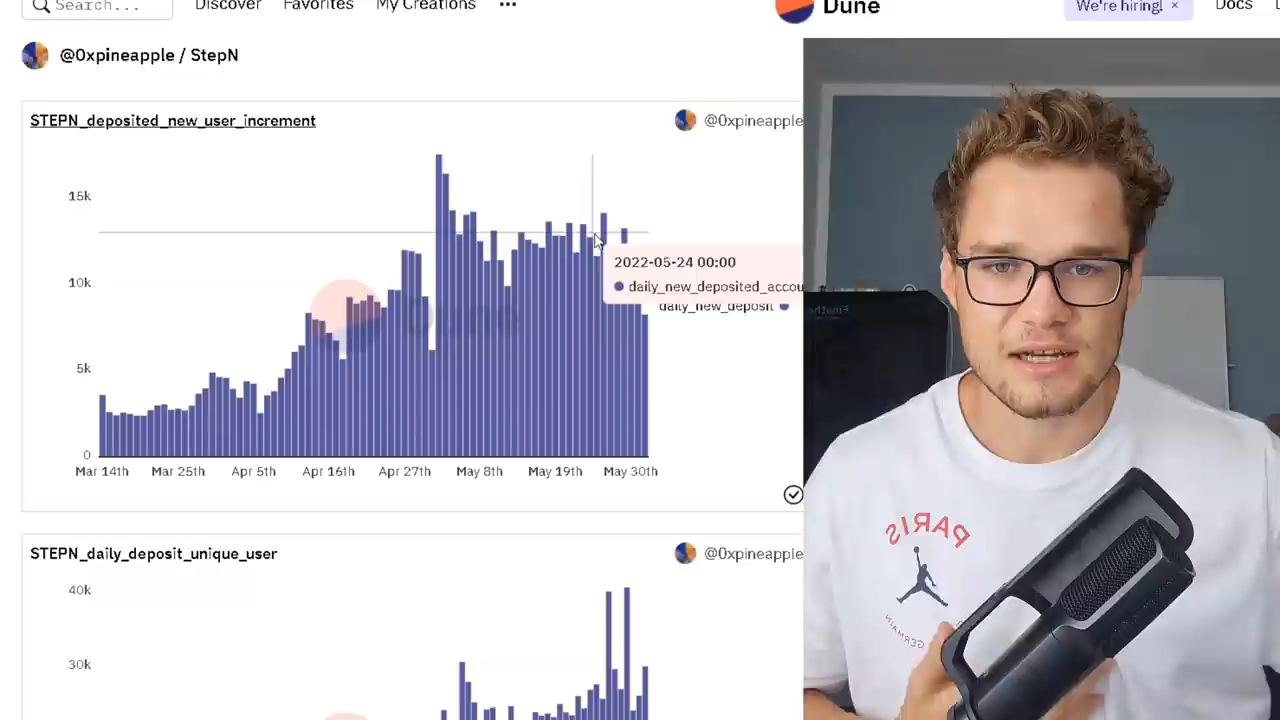 Search...
Discover
Favorites
My Creations
Dune
We're hiring! ×
Docs
@0xpineapple / StepN
STEPN_deposited_new_user_increment
@0xpineapple
15k
10k
5k
0
Dune
2022-05-24 00:00
daily_new_deposited_accou
daily_new_deposit
Mar 14th
Mar 25th
Apr 5th
Apr 16th
Apr 27th
May 8th
May 19th
May 30th
STEPN_daily_deposit_unique_user
@0xpineapple
40k
30k
PARIS
GERMAIN